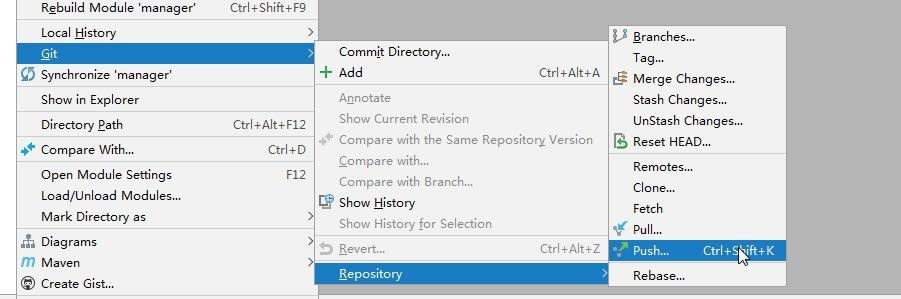 Rebuild Module 'manager' Ctrl+Shift+F9
Local History
Git
Synchronize 'manager'
Show in Explorer
Directory Path Ctrl+Alt+F12
Compare With... Ctrl+D
Open Module Settings F12
Load/Unload Modules...
Mark Directory as
Diagrams
Maven
Create Gist...
Commit Directory...
Add Ctrl+Alt+A
Annotate
Show Current Revision
Compare with the Same Repository Version
Compare with...
Compare with Branch...
Show History
Show History for Selection
Revert... Ctrl+Alt+Z
Repository
Branches...
Tag...
Merge Changes...
Stash Changes...
UnStash Changes...
Reset HEAD...
Remotes...
Clone...
Fetch
Pull...
Push... Ctrl+Shift+K
Rebase...